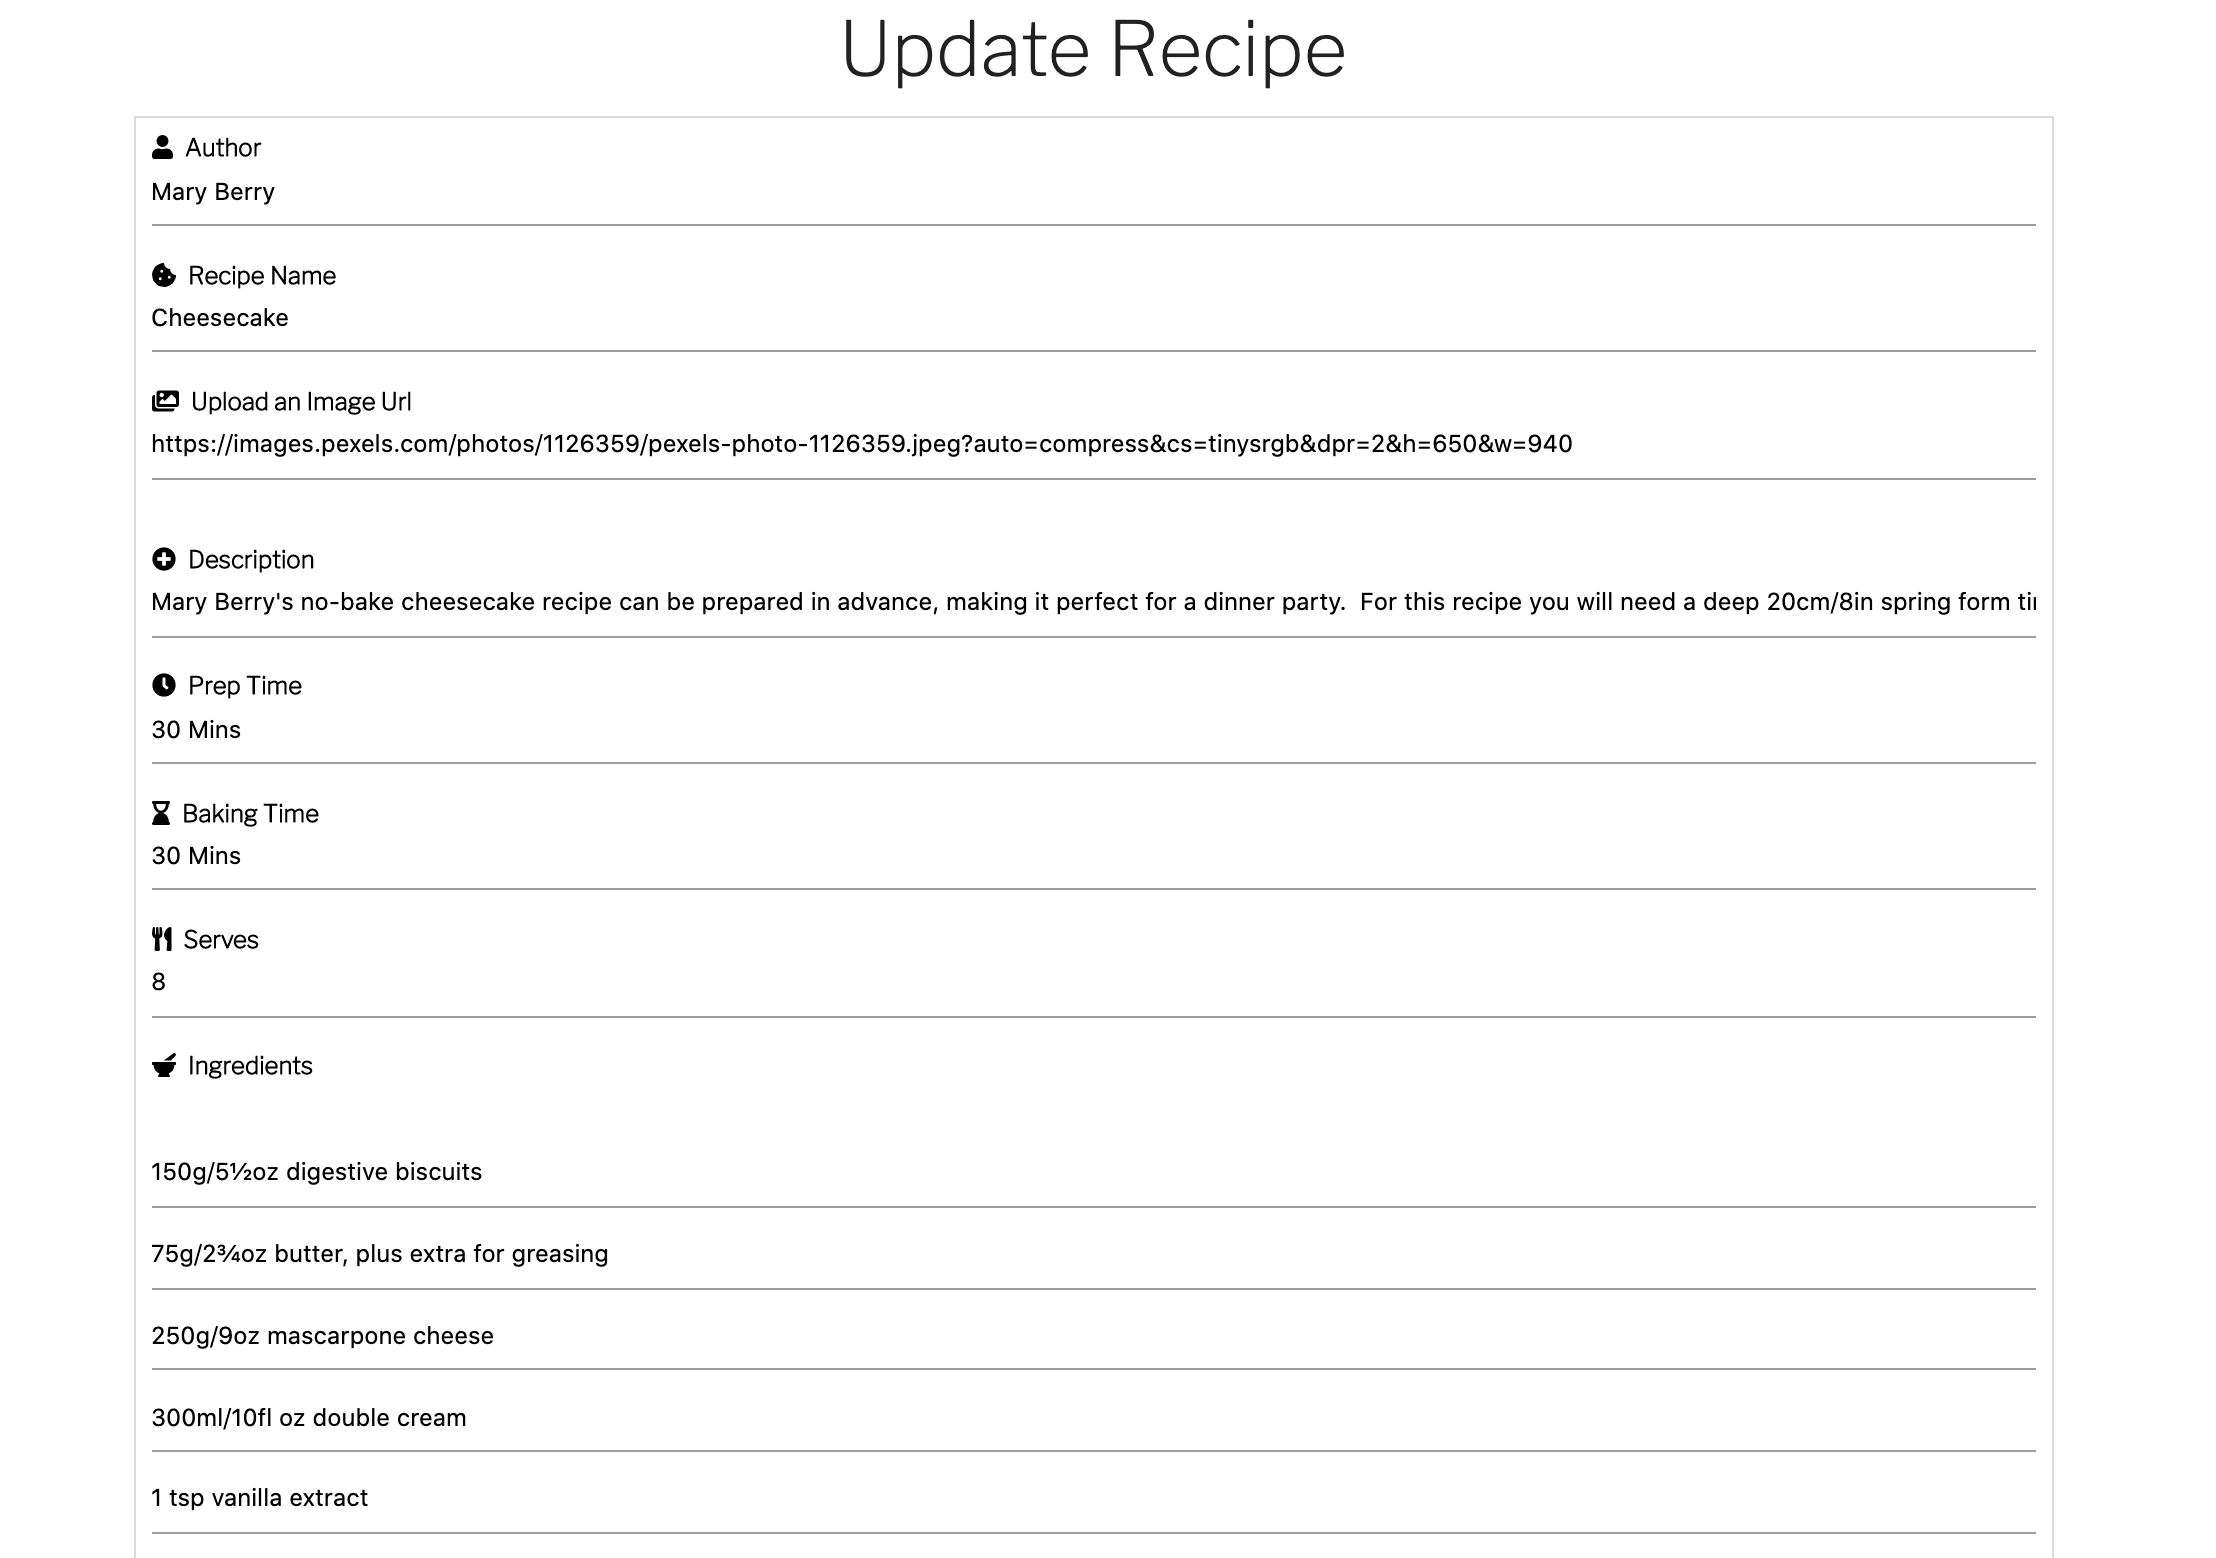 Update Recipe
Author
Mary Berry
Recipe Name
Cheesecake
Upload an Image Url
https://images.pexels.com/photos/1126359/pexels-photo-1126359.jpeg?auto=compress&cs=tinysrgb&dpr=2&h=650&w=940
Description
Mary Berry's no-bake cheesecake recipe can be prepared in advance, making it perfect for a dinner party.  For this recipe you will need a deep 20cm/8in spring form
Prep Time
30 Mins
Baking Time
30 Mins
Serves
8
Ingredients
150g/5½oz digestive biscuits
75g/2¾oz butter, plus extra for greasing
250g/9oz mascarpone cheese
300ml/10fl oz double cream
1 tsp vanilla extract